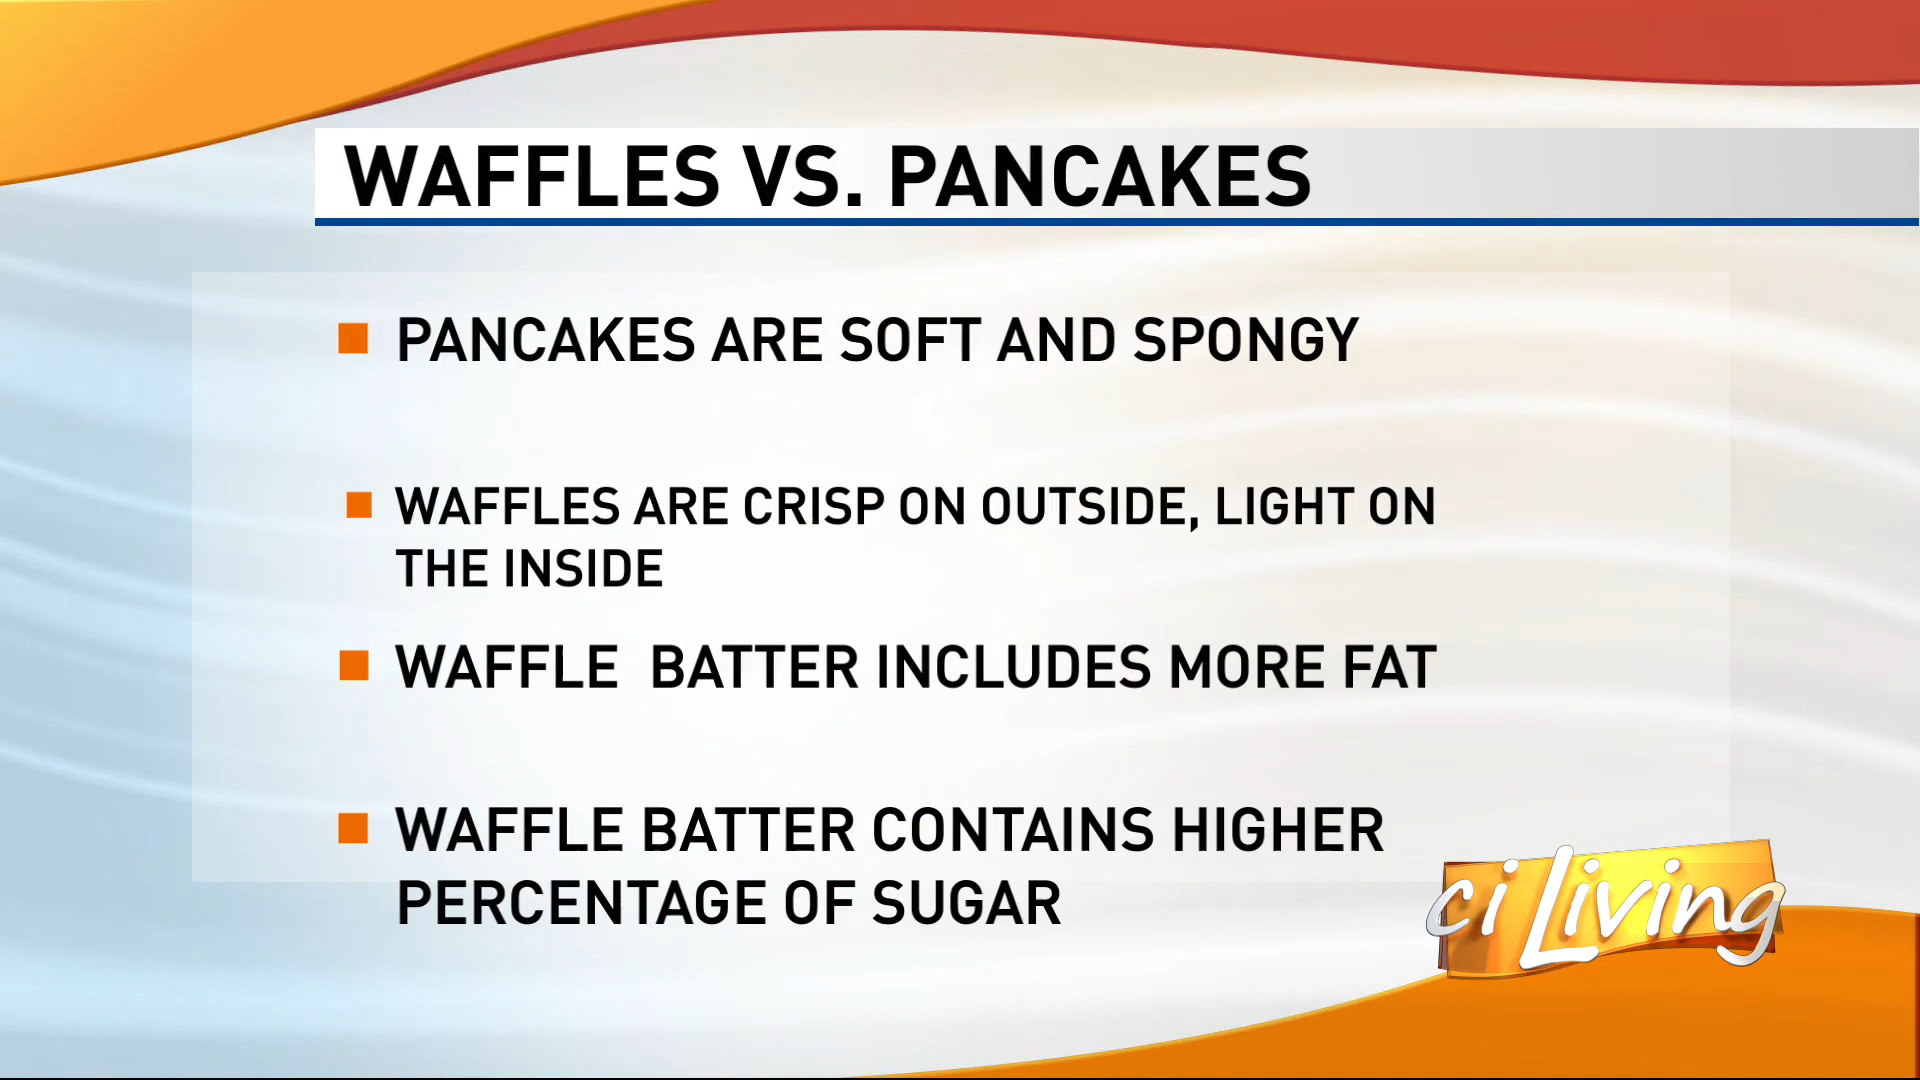 WAFFLES VS. PANCAKES
PANCAKES ARE SOFT AND SPONGY
WAFFLES ARE CRISP ON OUTSIDE, LIGHT ON
THE INSIDE
WAFFLE  BATTER INCLUDES MORE FAT
WAFFLE BATTER CONTAINS HIGHER
PERCENTAGE OF SUGAR
ci Living